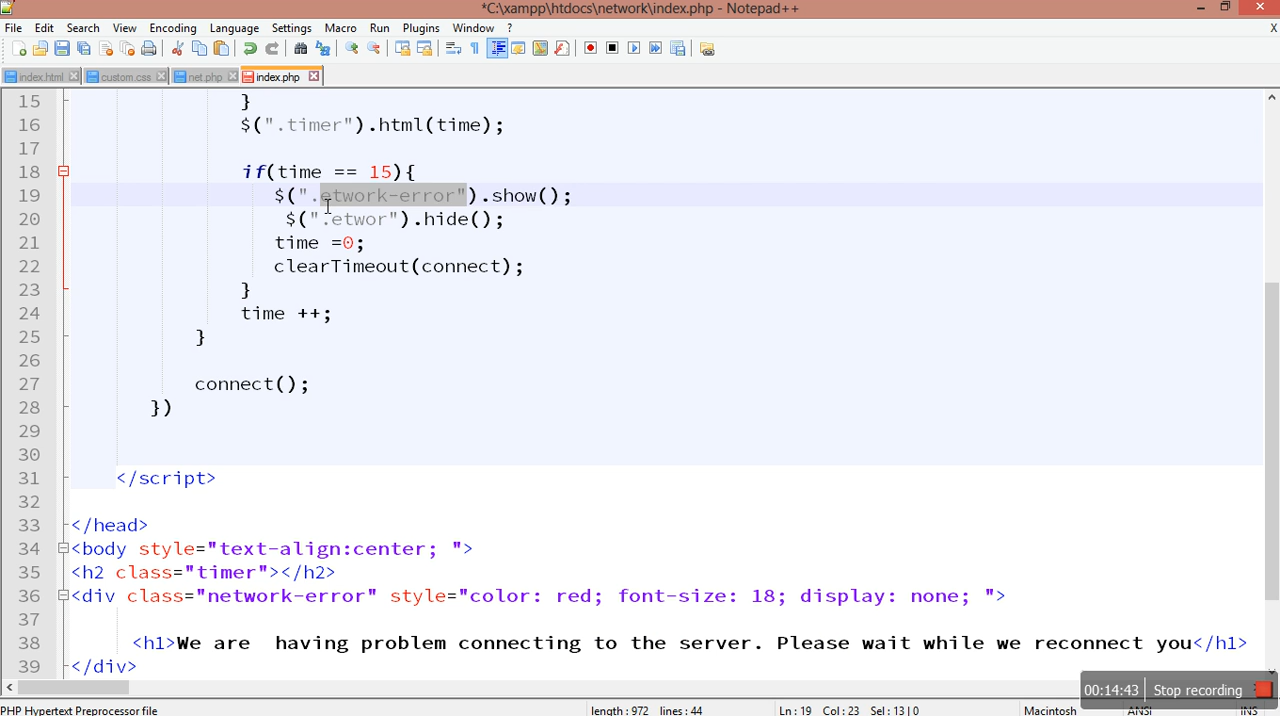 *C:\xampp\htdocs\network\index.php - Notepad++
File Edit Search View Encoding Language Settings Macro Run Plugins Window ? X
index.html custom.css net.php index.php
15 }
16 $(".timer").html(time);
17
18 if(time == 15){
19 $(".etwork-error").show();
20 $(".etwor").hide();
21 time =0;
22 clearTimeout(connect);
23 }
24 time ++;
25 }
26
27 connect();
28 })
29
30
31 </script>
32
33 </head>
34 <body style="text-align:center; ">
35 <h2 class="timer"></h2>
36 <div class="network-error" style="color: red; font-size: 18; display: none; ">
37
38 <h1>We are  having problem connecting to the server. Please wait while we reconnect you</h1>
39 </div>
00:14:43 Stop recording
PHP Hypertext Preprocessor file length : 972 lines : 44 Ln : 19 Col : 23 Sel : 13 | 0 Macintosh ANSI INS